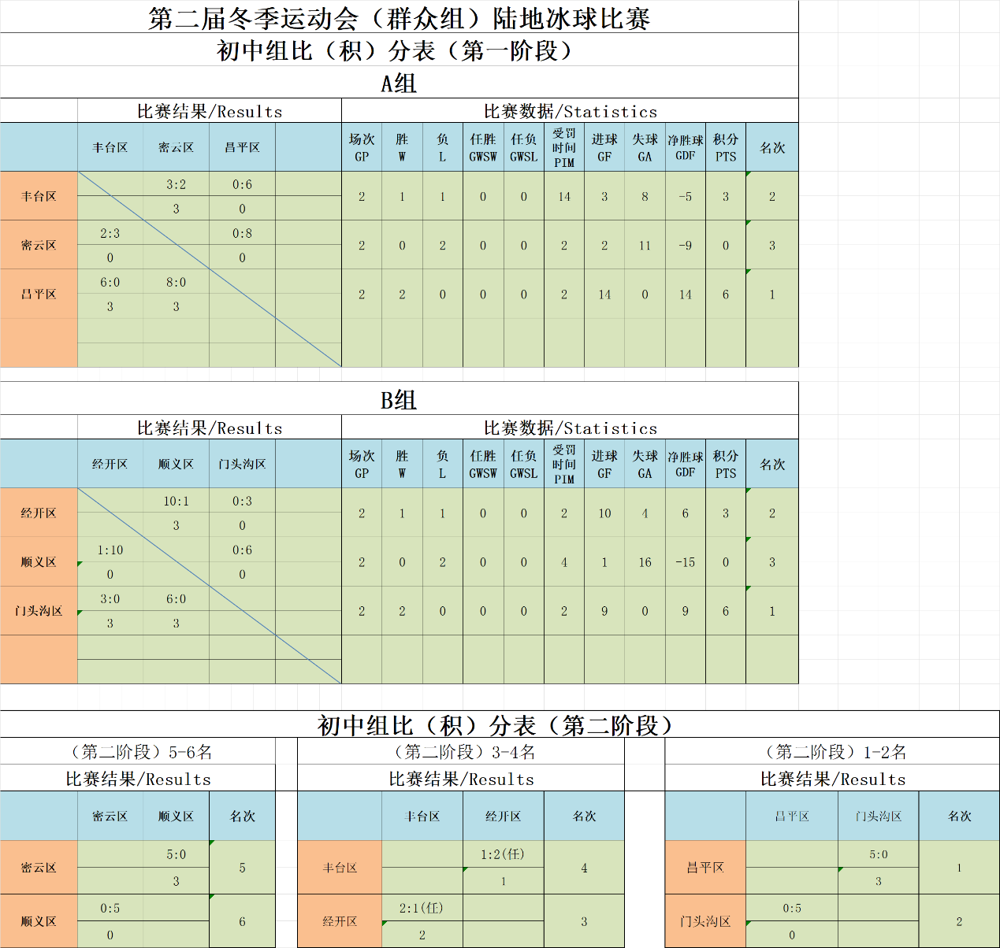 第二届冬季运动会（群众组）陆地冰球比赛
初中组比（积）分表（第一阶段）
A组
比赛结果/Results 比赛数据/Statistics
丰台区 密云区 昌平区 场次 GP 胜 W 负 L 任胜 GWSW 任负 GWSL 受罚时间 PIM 进球 GF 失球 GA 净胜球 GDF 积分 PTS 名次
丰台区 3:2 0:6 2 1 1 0 0 14 3 8 -5 3 2
3 0
密云区 2:3 0:8 2 0 2 0 0 2 2 11 -9 0 3
0 0
昌平区 6:0 8:0 2 2 0 0 0 2 14 0 14 6 1
3 3
B组
比赛结果/Results 比赛数据/Statistics
经开区 顺义区 门头沟区 场次 GP 胜 W 负 L 任胜 GWSW 任负 GWSL 受罚时间 PIM 进球 GF 失球 GA 净胜球 GDF 积分 PTS 名次
经开区 10:1 0:3 2 1 1 0 0 2 10 4 6 3 2
3 0
顺义区 1:10 0:6 2 0 2 0 0 4 1 16 -15 0 3
0 0
门头沟区 3:0 6:0 2 2 0 0 0 2 9 0 9 6 1
3 3
初中组比（积）分表（第二阶段）
（第二阶段）5-6名 （第二阶段）3-4名 （第二阶段）1-2名
比赛结果/Results 比赛结果/Results 比赛结果/Results
密云区 顺义区 名次 丰台区 经开区 名次 昌平区 门头沟区 名次
密云区 5:0 5 丰台区 1:2(任) 4 昌平区 5:0 1
3 1 3
顺义区 0:5 6 经开区 2:1(任) 3 门头沟区 0:5 2
0 2 0